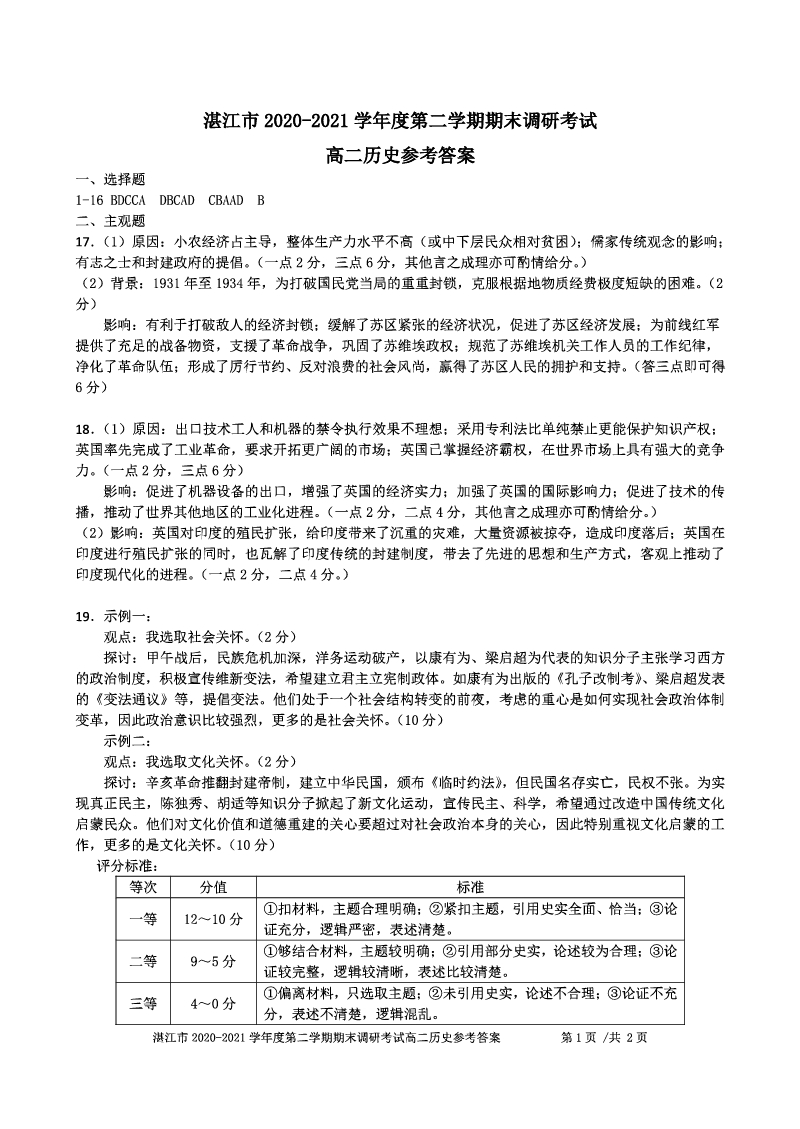 湛江市 2020-2021 学年度第二学期期末调研考试
高二历史参考答案
一、选择题
1-16 BDCCA DBCAD CBAAD B
二、主观题
17.（1）原因：小农经济占主导，整体生产力水平不高（或中下层民众相对贫困）；儒家传统观念的影响；
有志之士和封建政府的提倡。（一点 2 分，三点 6 分，其他言之成理亦可酌情给分。）
（2）背景：1931 年至 1934 年，为打破国民党当局的重重封锁，克服根据地物质经费极度短缺的困难。（2
分）
影响：有利于打破敌人的经济封锁；缓解了苏区紧张的经济状况，促进了苏区经济发展；为前线红军
提供了充足的战备物资，支援了革命战争，巩固了苏维埃政权；规范了苏维埃机关工作人员的工作纪律，
净化了革命队伍；形成了厉行节约、反对浪费的社会风尚，赢得了苏区人民的拥护和支持。（答三点即可得
6 分）
18.（1）原因：出口技术工人和机器的禁令执行效果不理想；采用专利法比单纯禁止更能保护知识产权；
英国率先完成了工业革命，要求开拓更广阔的市场；英国已掌握经济霸权，在世界市场上具有强大的竞争
力。（一点 2 分，三点 6 分）
影响：促进了机器设备的出口，增强了英国的经济实力；加强了英国的国际影响力；促进了技术的传
播，推动了世界其他地区的工业化进程。（一点 2 分，二点 4 分，其他言之成理亦可酌情给分。）
（2）影响：英国对印度的殖民扩张，给印度带来了沉重的灾难，大量资源被掠夺，造成印度落后；英国在
印度进行殖民扩张的同时，也瓦解了印度传统的封建制度，带去了先进的思想和生产方式，客观上推动了
印度现代化的进程。（一点 2 分，二点 4 分。）
19. 示例一：
观点：我选取社会关怀。（2 分）
探讨：甲午战后，民族危机加深，洋务运动破产，以康有为、梁启超为代表的知识分子主张学习西方
的政治制度，积极宣传维新变法，希望建立君主立宪制政体。如康有为出版的《孔子改制考》、梁启超发表
的《变法通议》等，提倡变法。他们处于一个社会结构转变的前夜，考虑的重心是如何实现社会政治体制
变革，因此政治意识比较强烈，更多的是社会关怀。（10 分）
示例二：
观点：我选取文化关怀。（2 分）
探讨：辛亥革命推翻封建帝制，建立中华民国，颁布《临时约法》，但民国名存实亡，民权不张。为实
现真正民主，陈独秀、胡适等知识分子掀起了新文化运动，宣传民主、科学，希望通过改造中国传统文化
启蒙民众。他们对文化价值和道德重建的关心要超过对社会政治本身的关心，因此特别重视文化启蒙的工
作，更多的是文化关怀。（10 分）
评分标准：
等次 分值 标准
一等 12～10 分 ①扣材料，主题合理明确；②紧扣主题，引用史实全面、恰当；③论
证充分，逻辑严密，表述清楚。
二等 9～5 分 ①够结合材料，主题较明确；②引用部分史实，论述较为合理；③论
证较完整，逻辑较清晰，表述比较清楚。
三等 4～0 分 ①偏离材料，只选取主题；②未引用史实，论述不合理；③论证不充
分，表述不清楚，逻辑混乱。
湛江市 2020-2021 学年度第二学期期末调研考试高二历史参考答案 第 1 页 /共 2 页